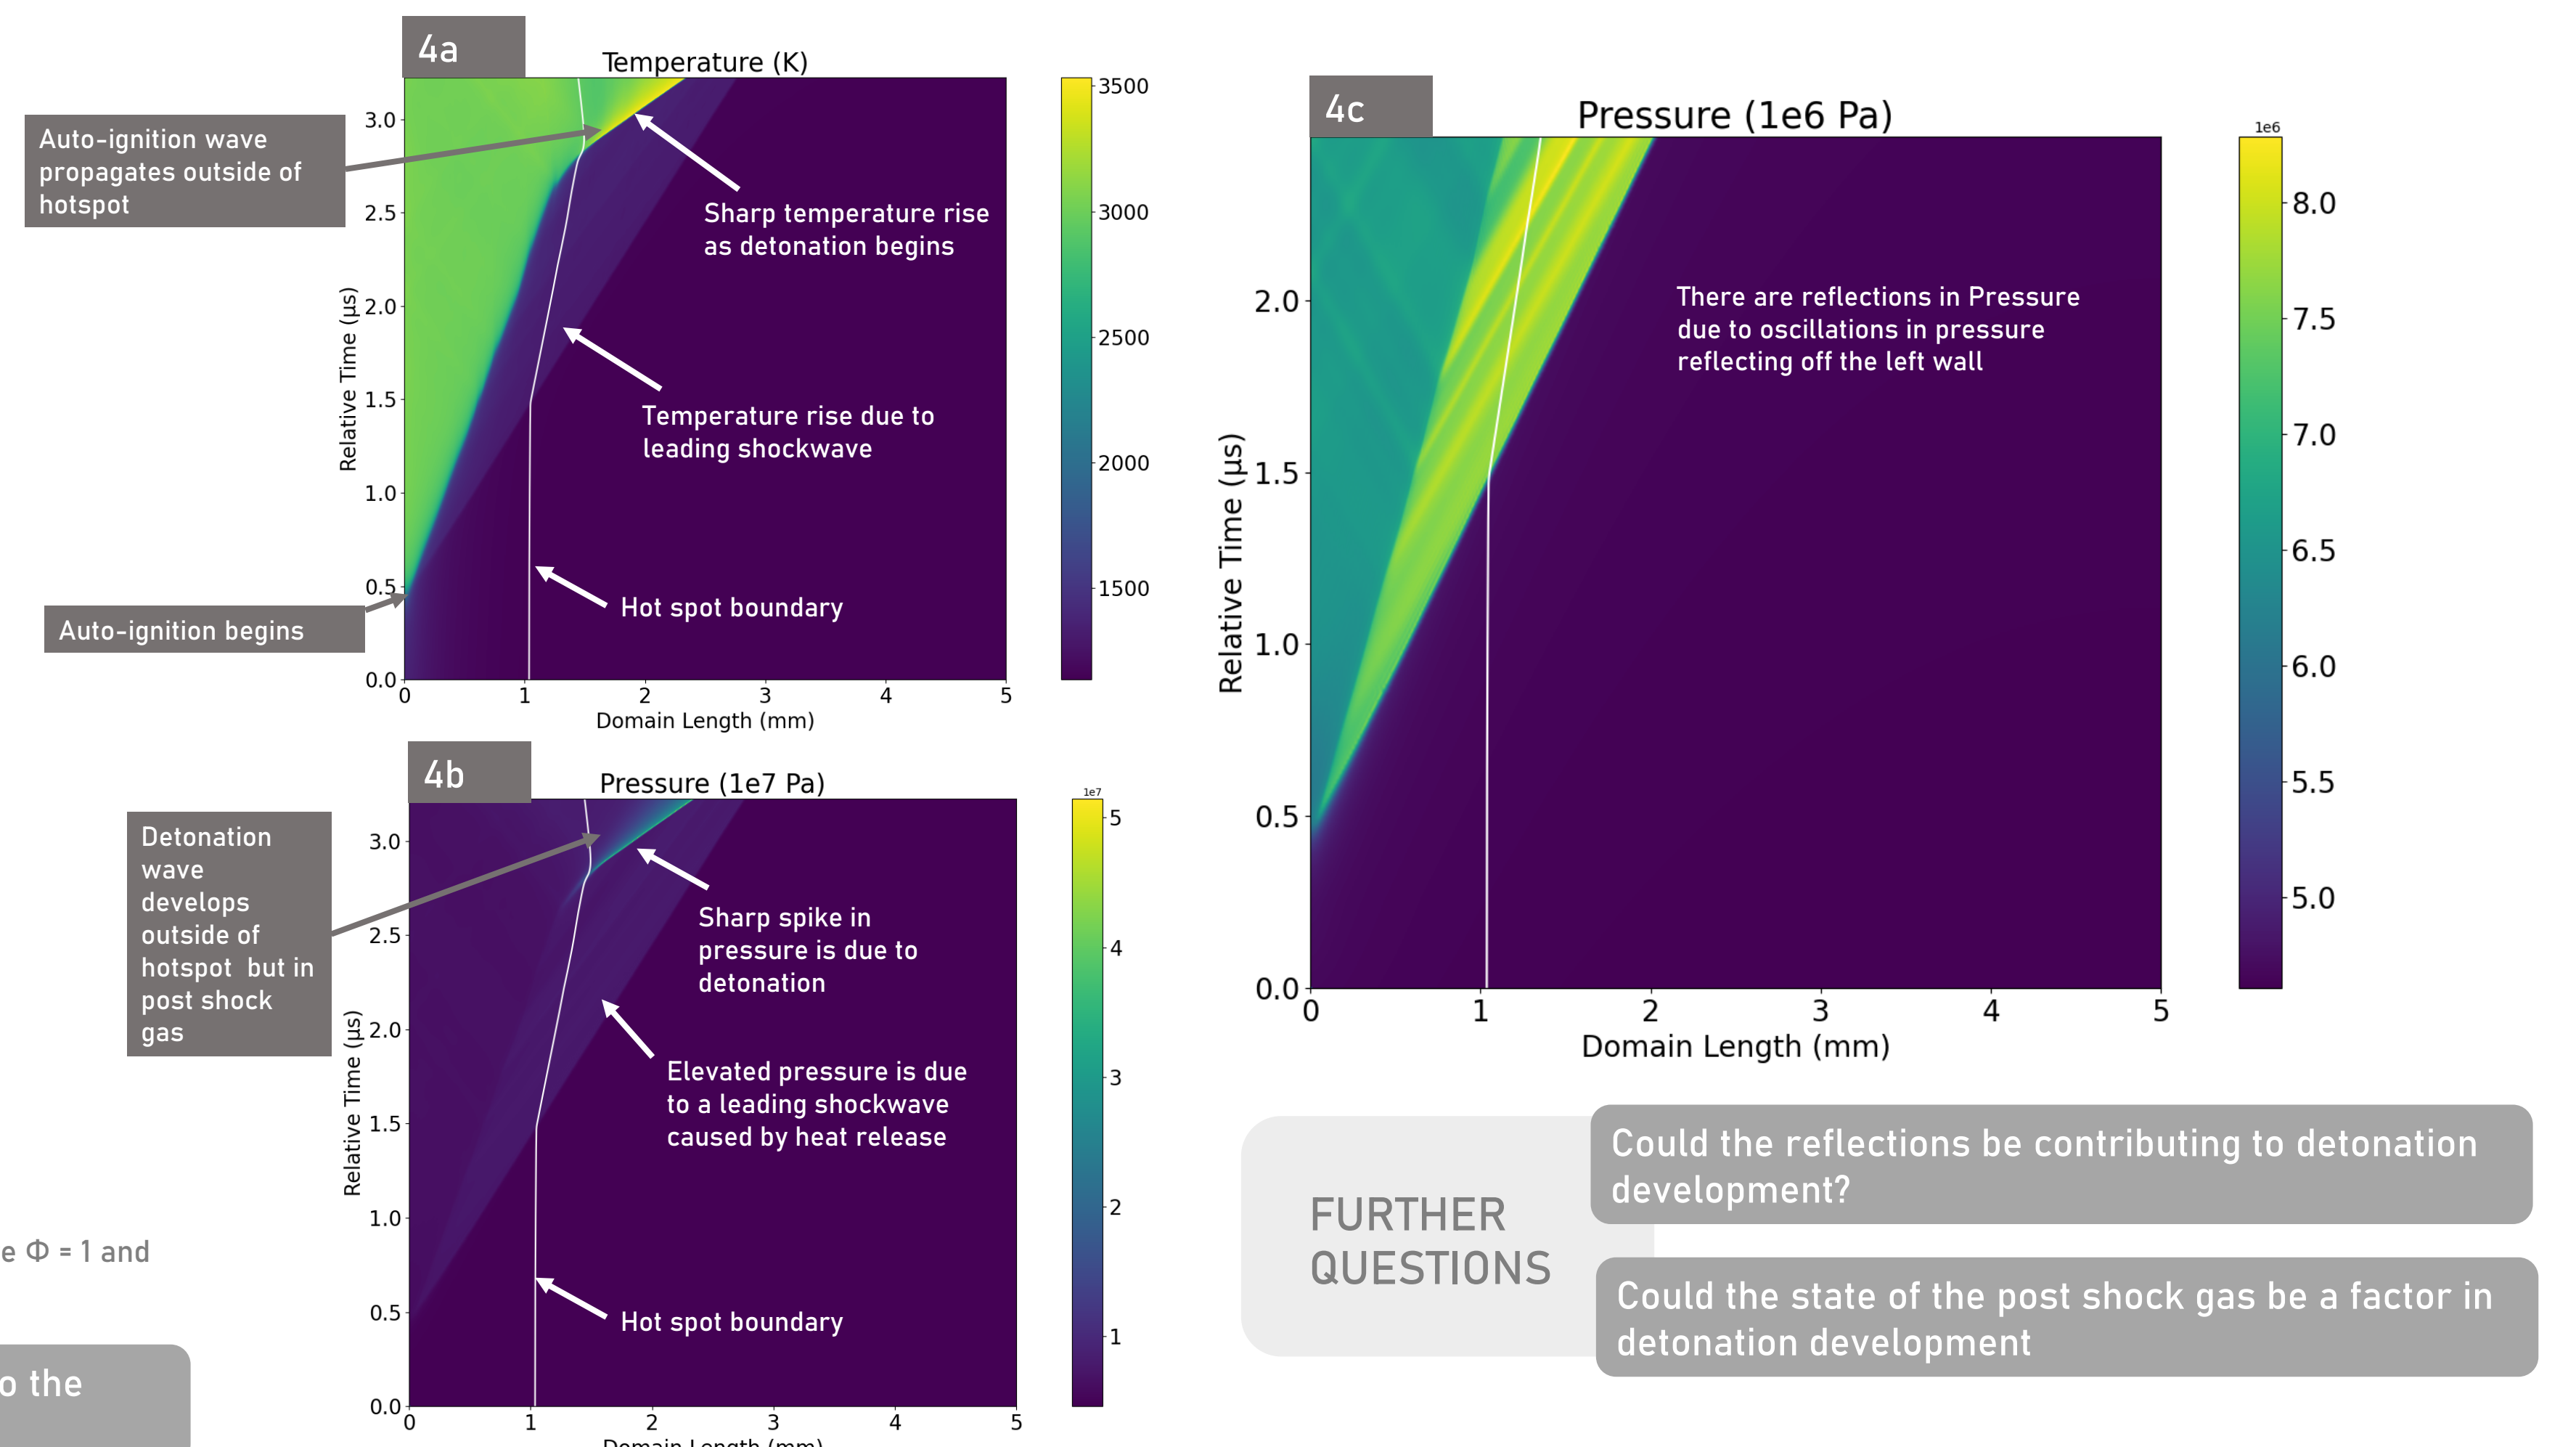 4a
Temperature (K)
Auto-ignition wave
propagates outside of
hotspot
Sharp temperature rise
as detonation begins
Temperature rise due to
leading shockwave
Hot spot boundary
Auto-ignition begins
Relative Time (µs)
3.0
2.5
2.0
1.5
1.0
0.5
0.0
0 1 2 3 4 5
Domain Length (mm)
3500
3000
2500
2000
1500
4b
Pressure (1e7 Pa)
Detonation
wave
develops
outside of
hotspot but in
post shock
gas
Sharp spike in
pressure is due to
detonation
Elevated pressure is due
to a leading shockwave
caused by heat release
Hot spot boundary
Relative Time (µs)
3.0
2.5
2.0
1.5
1.0
0.5
0.0
0 1 2 3 4 5
Domain Length (mm)
1e7
5
4
3
2
1
e Φ = 1 and
o the
4c
Pressure (1e6 Pa)
There are reflections in Pressure
due to oscillations in pressure
reflecting off the left wall
Relative Time (µs)
2.0
1.5
1.0
0.5
0.0
0 1 2 3 4 5
Domain Length (mm)
1e6
8.0
7.5
7.0
6.5
6.0
5.5
5.0
FURTHER
QUESTIONS
Could the reflections be contributing to detonation
development?
Could the state of the post shock gas be a factor in
detonation development